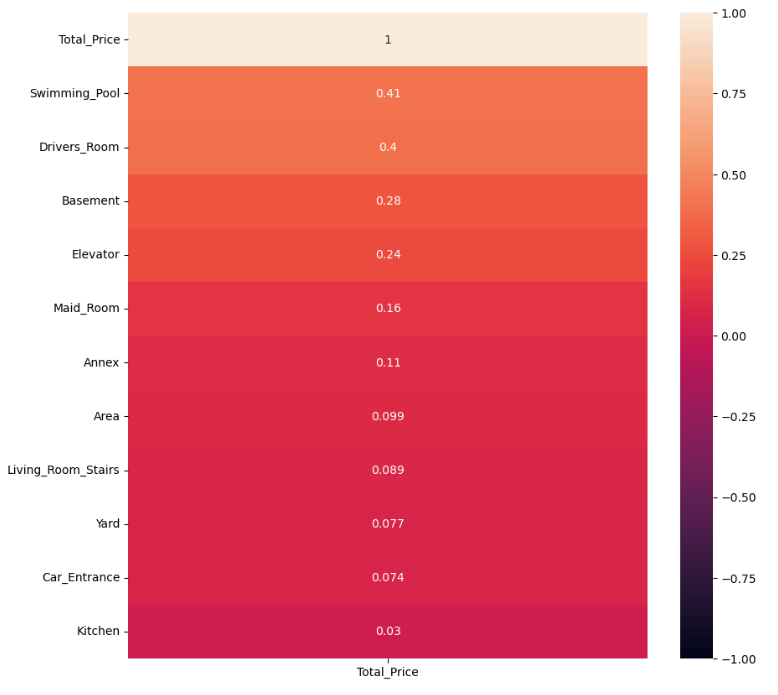 Total_Price 1
Swimming_Pool 0.41
Drivers_Room 0.4
Basement 0.28
Elevator 0.24
Maid_Room 0.16
Annex 0.11
Area 0.099
Living_Room_Stairs 0.089
Yard 0.077
Car_Entrance 0.074
Kitchen 0.03
Total_Price
1.00
0.75
0.50
0.25
0.00
−0.25
−0.50
−0.75
−1.00